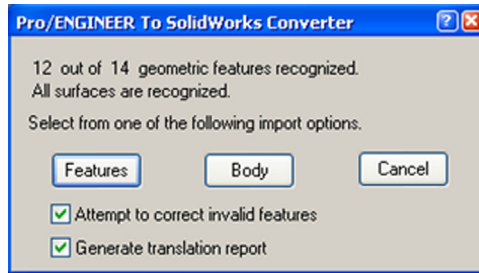 Pro/ENGINEER To SolidWorks Converter
12 out of 14 geometric features recognized.
All surfaces are recognized.
Select from one of the following import options.
Features Body Cancel
Attempt to correct invalid features
Generate translation report